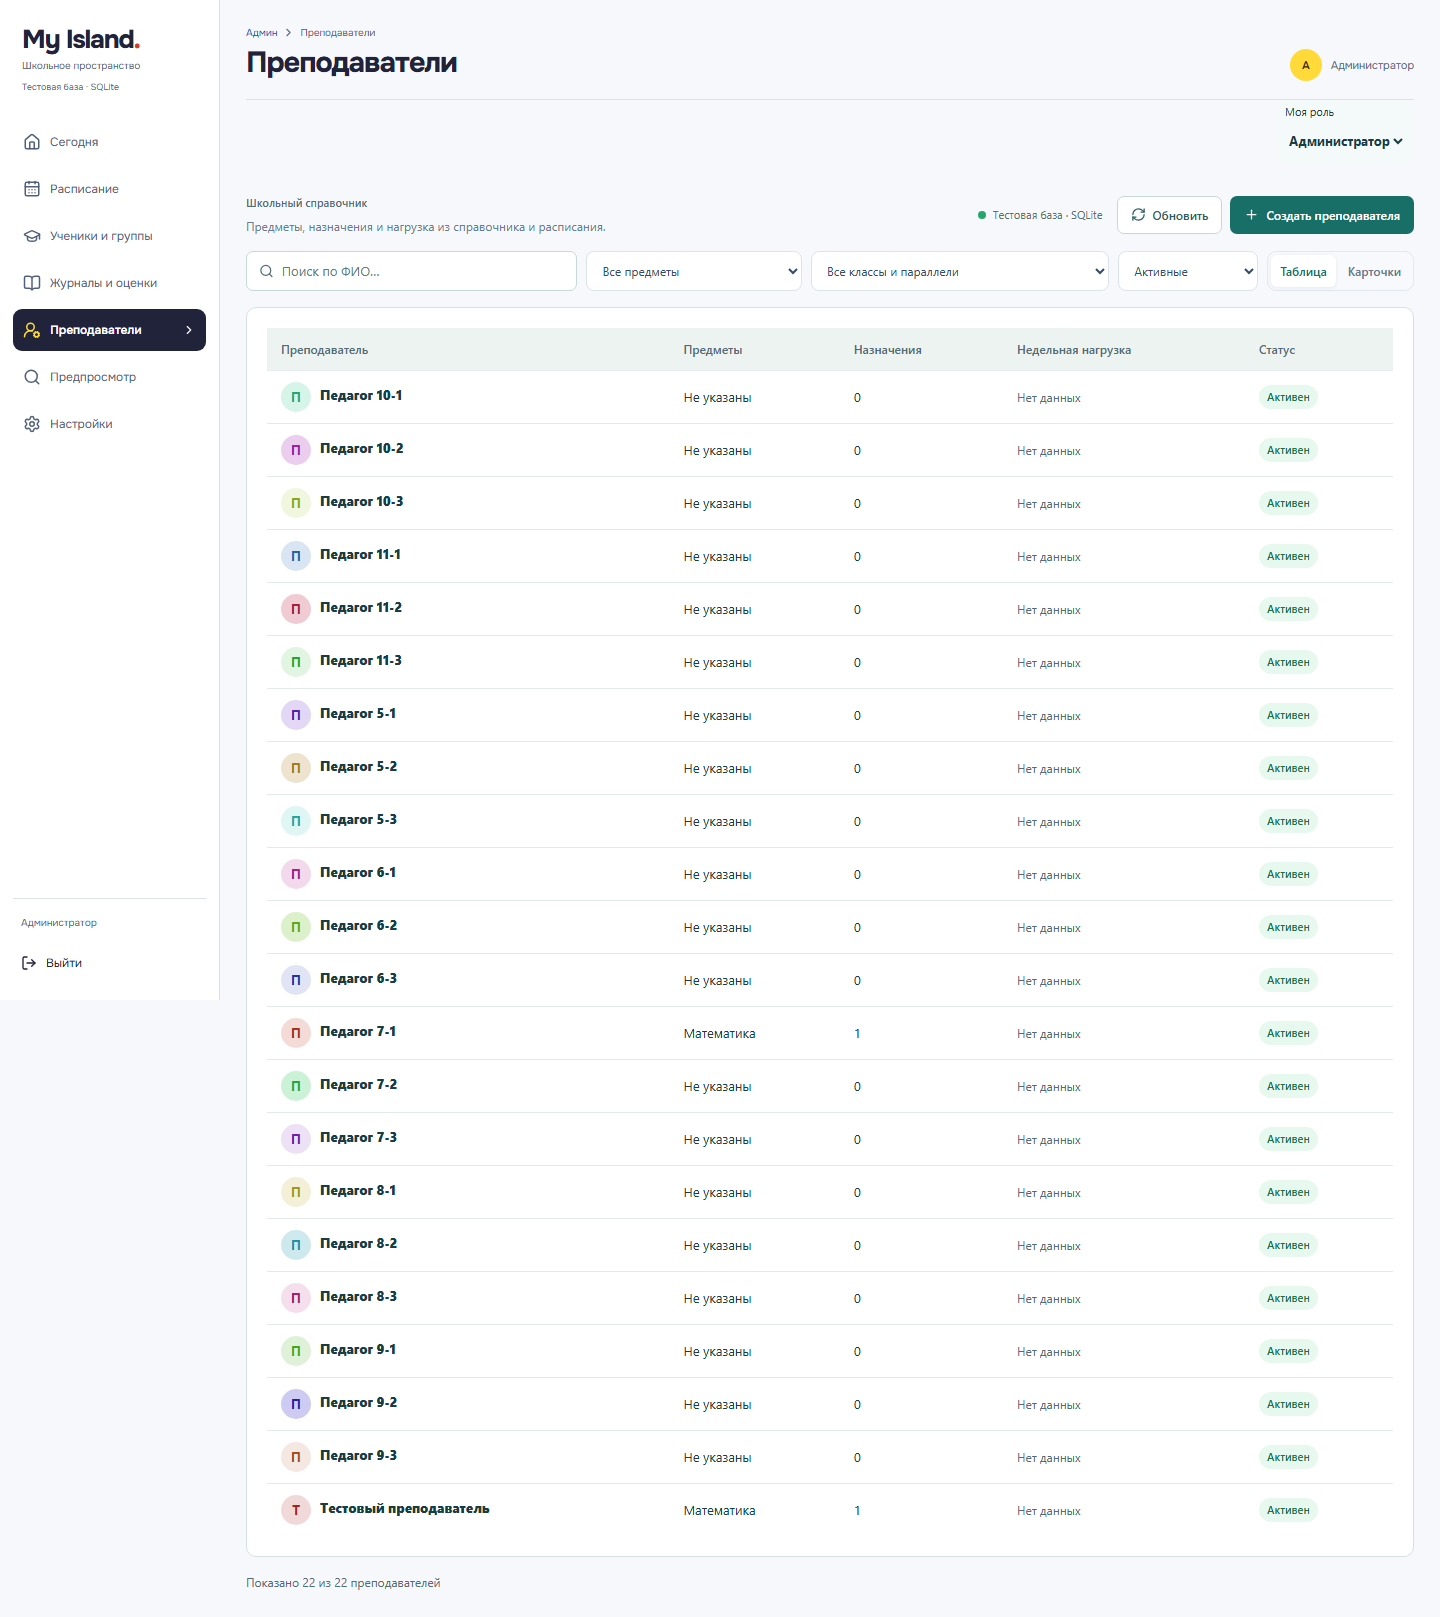 My Island.
Школьное пространство
Тестовая база · SQLite
Сегодня
Расписание
Ученики и группы
Журналы и оценки
Преподаватели
Предпросмотр
Настройки
Администратор
Выйти
Админ > Преподаватели
Преподаватели
А Администратор
Моя роль
Администратор
Школьный справочник
Предметы, назначения и нагрузка из справочника и расписания.
Тестовая база · SQLite Обновить + Создать преподавателя
Поиск по ФИО... Все предметы Все классы и параллели Активные Таблица Карточки
Преподаватель Предметы Назначения Недельная нагрузка Статус
П Педагог 10-1 Не указаны 0 Нет данных Активен
П Педагог 10-2 Не указаны 0 Нет данных Активен
П Педагог 10-3 Не указаны 0 Нет данных Активен
П Педагог 11-1 Не указаны 0 Нет данных Активен
П Педагог 11-2 Не указаны 0 Нет данных Активен
П Педагог 11-3 Не указаны 0 Нет данных Активен
П Педагог 5-1 Не указаны 0 Нет данных Активен
П Педагог 5-2 Не указаны 0 Нет данных Активен
П Педагог 5-3 Не указаны 0 Нет данных Активен
П Педагог 6-1 Не указаны 0 Нет данных Активен
П Педагог 6-2 Не указаны 0 Нет данных Активен
П Педагог 6-3 Не указаны 0 Нет данных Активен
П Педагог 7-1 Математика 1 Нет данных Активен
П Педагог 7-2 Не указаны 0 Нет данных Активен
П Педагог 7-3 Не указаны 0 Нет данных Активен
П Педагог 8-1 Не указаны 0 Нет данных Активен
П Педагог 8-2 Не указаны 0 Нет данных Активен
П Педагог 8-3 Не указаны 0 Нет данных Активен
П Педагог 9-1 Не указаны 0 Нет данных Активен
П Педагог 9-2 Не указаны 0 Нет данных Активен
П Педагог 9-3 Не указаны 0 Нет данных Активен
Т Тестовый преподаватель Математика 1 Нет данных Активен
Показано 22 из 22 преподавателей